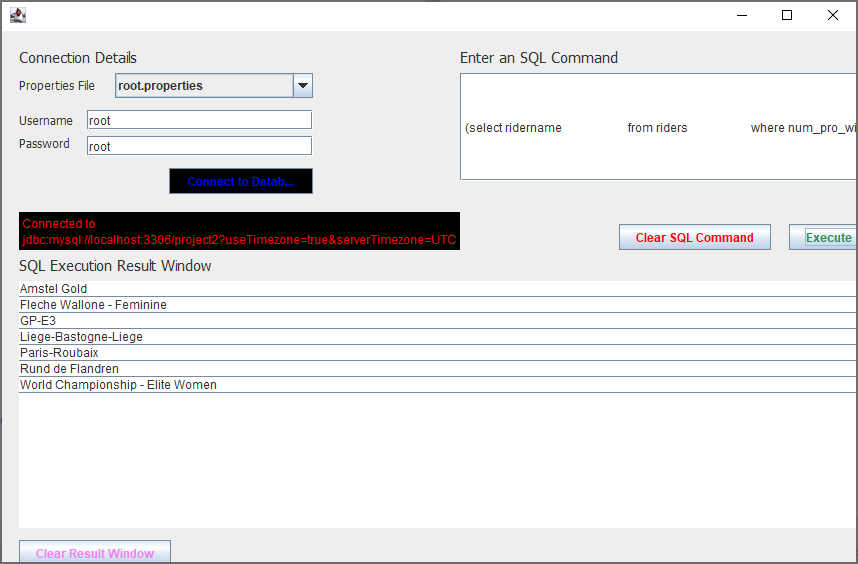 Connection Details
Enter an SQL Command
Properties File
root.properties
Username
root
Password
root
(select ridername from riders where num_pro_wi
Connect to Datab...
Connected to
jdbc:mysql://localhost:3306/project2?useTimezone=true&serverTimezone=UTC
Clear SQL Command
Execute
SQL Execution Result Window
Amstel Gold
Fleche Wallone - Feminine
GP-E3
Liege-Bastogne-Liege
Paris-Roubaix
Rund de Flandren
World Championship - Elite Women
Clear Result Window